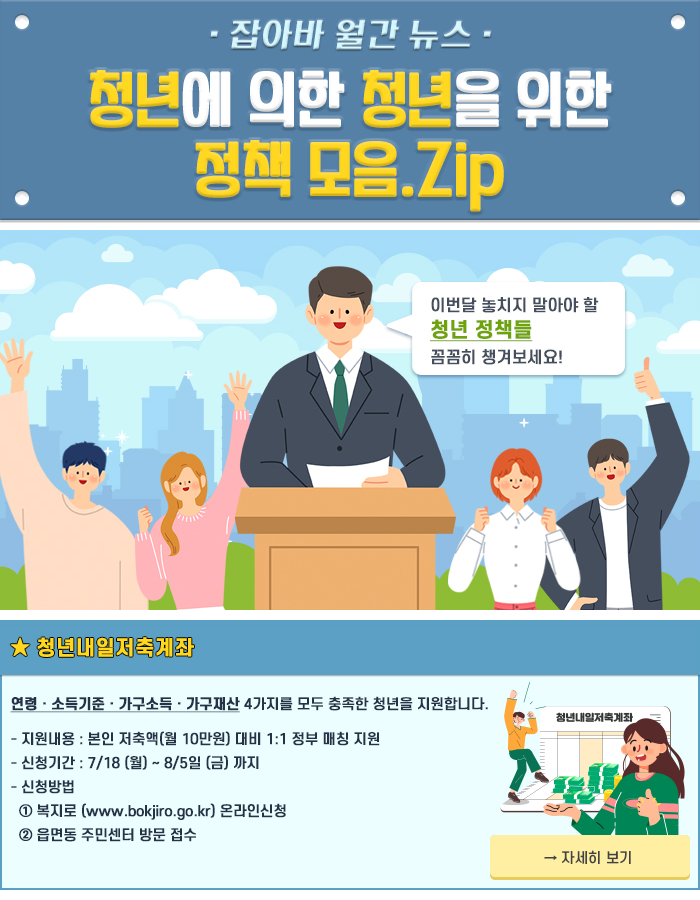 · 잡아바 월간 뉴스 ·
청년에 의한 청년을 위한
정책 모음.Zip
이번달 놓치지 말아야 할
청년 정책들
꼼꼼히 챙겨보세요!
★ 청년내일저축계좌
연령 · 소득기준 · 가구소득 · 가구재산 4가지를 모두 충족한 청년을 지원합니다.
- 지원내용 : 본인 저축액(월 10만원) 대비 1:1 정부 매칭 지원
- 신청기간 : 7/18 (월) ~ 8/5일 (금) 까지
- 신청방법
① 복지로 (www.bokjiro.go.kr) 온라인신청
② 읍면동 주민센터 방문 접수
청년내일저축계좌
→ 자세히 보기